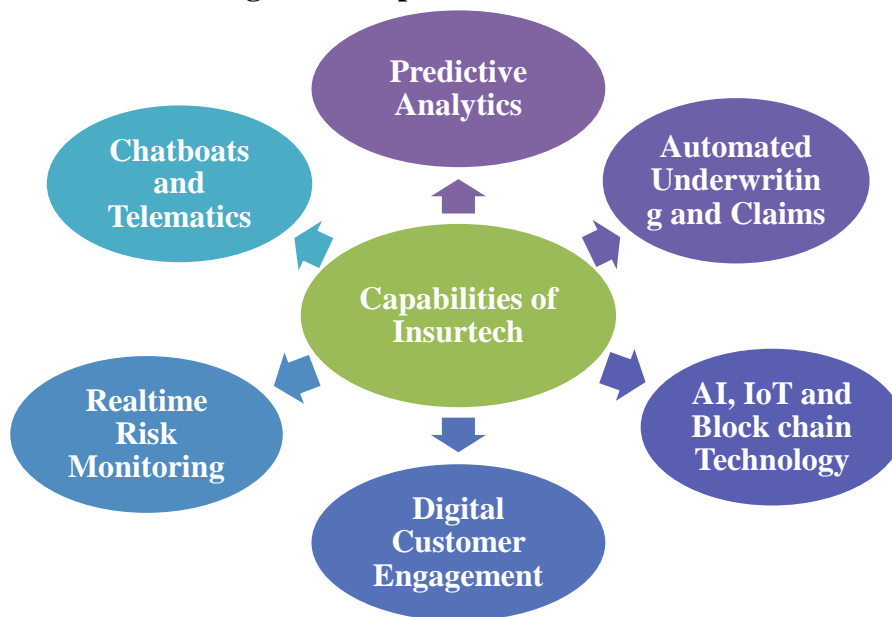 Predictive
Analytics
Automated
Underwritin
g and Claims
AI, IoT and
Block chain
Technology
Digital
Customer
Engagement
Realtime
Risk
Monitoring
Chatboats
and
Telematics
Capabilities of
Insurtech